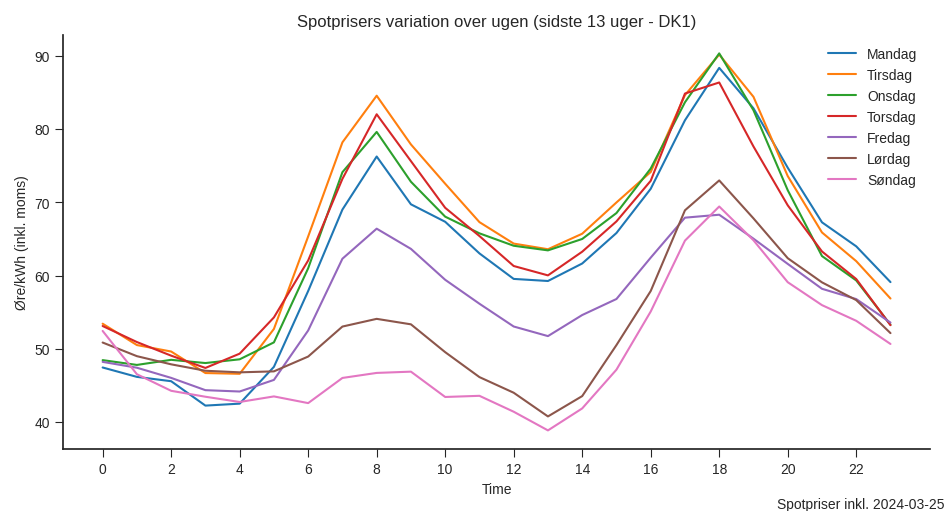 Spotprisers variation over ugen (sidste 13 uger - DK1)
Øre/kWh (inkl. moms)
90
80
70
60
50
40
Mandag
Tirsdag
Onsdag
Torsdag
Fredag
Lørdag
Søndag
0 2 4 6 8 10 12 14 16 18 20 22
Time
Spotpriser inkl. 2024-03-25